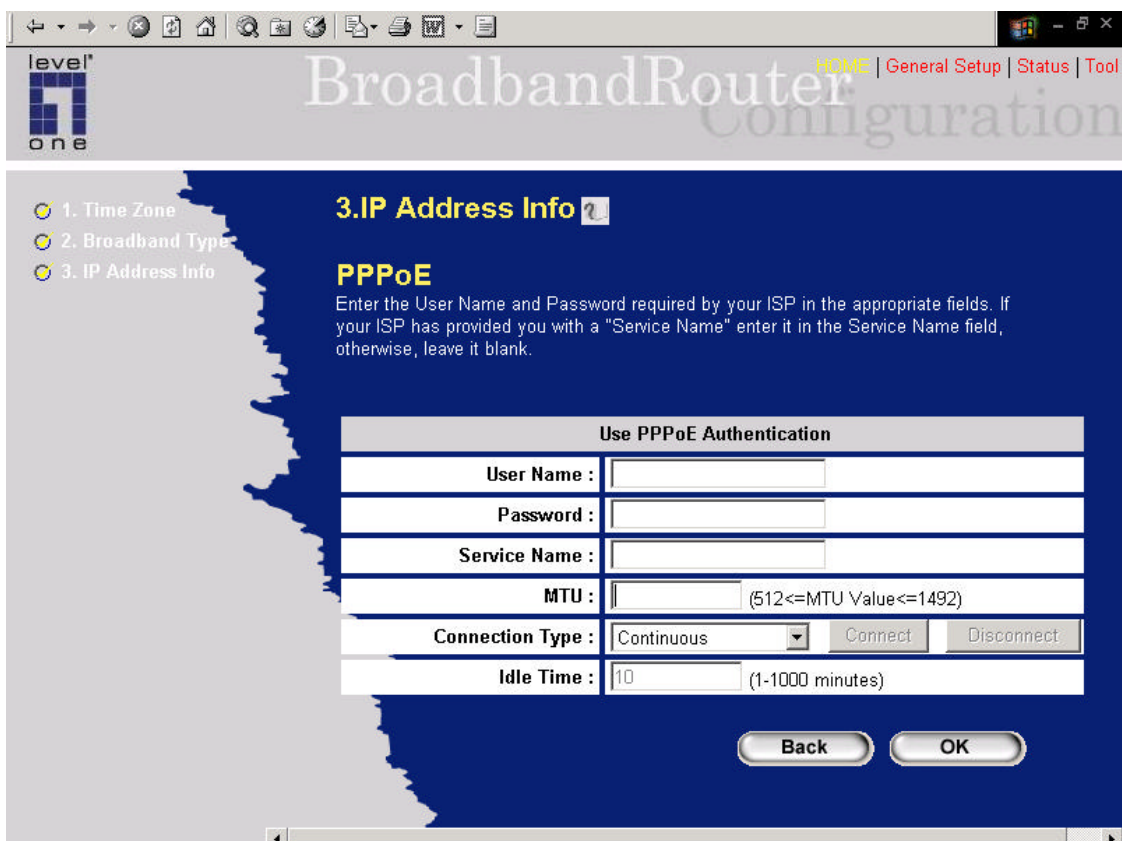 level
one
BroadbandRouter
Configuration
HOME | General Setup | Status | Tool
1. Time Zone
2. Broadband Type
3. IP Address Info
3.IP Address Info
PPPoE
Enter the User Name and Password required by your ISP in the appropriate fields. If
your ISP has provided you with a "Service Name" enter it in the Service Name field,
otherwise, leave it blank.
Use PPPoE Authentication
User Name :
Password :
Service Name :
MTU : (512<=MTU Value<=1492)
Connection Type : Continuous Connect Disconnect
Idle Time : 10 (1-1000 minutes)
Back OK